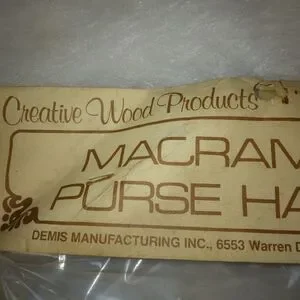 Creative Wood Products
MACRAM
PURSE HA
DEMIS MANUFACTURING INC., 6553 Warren D